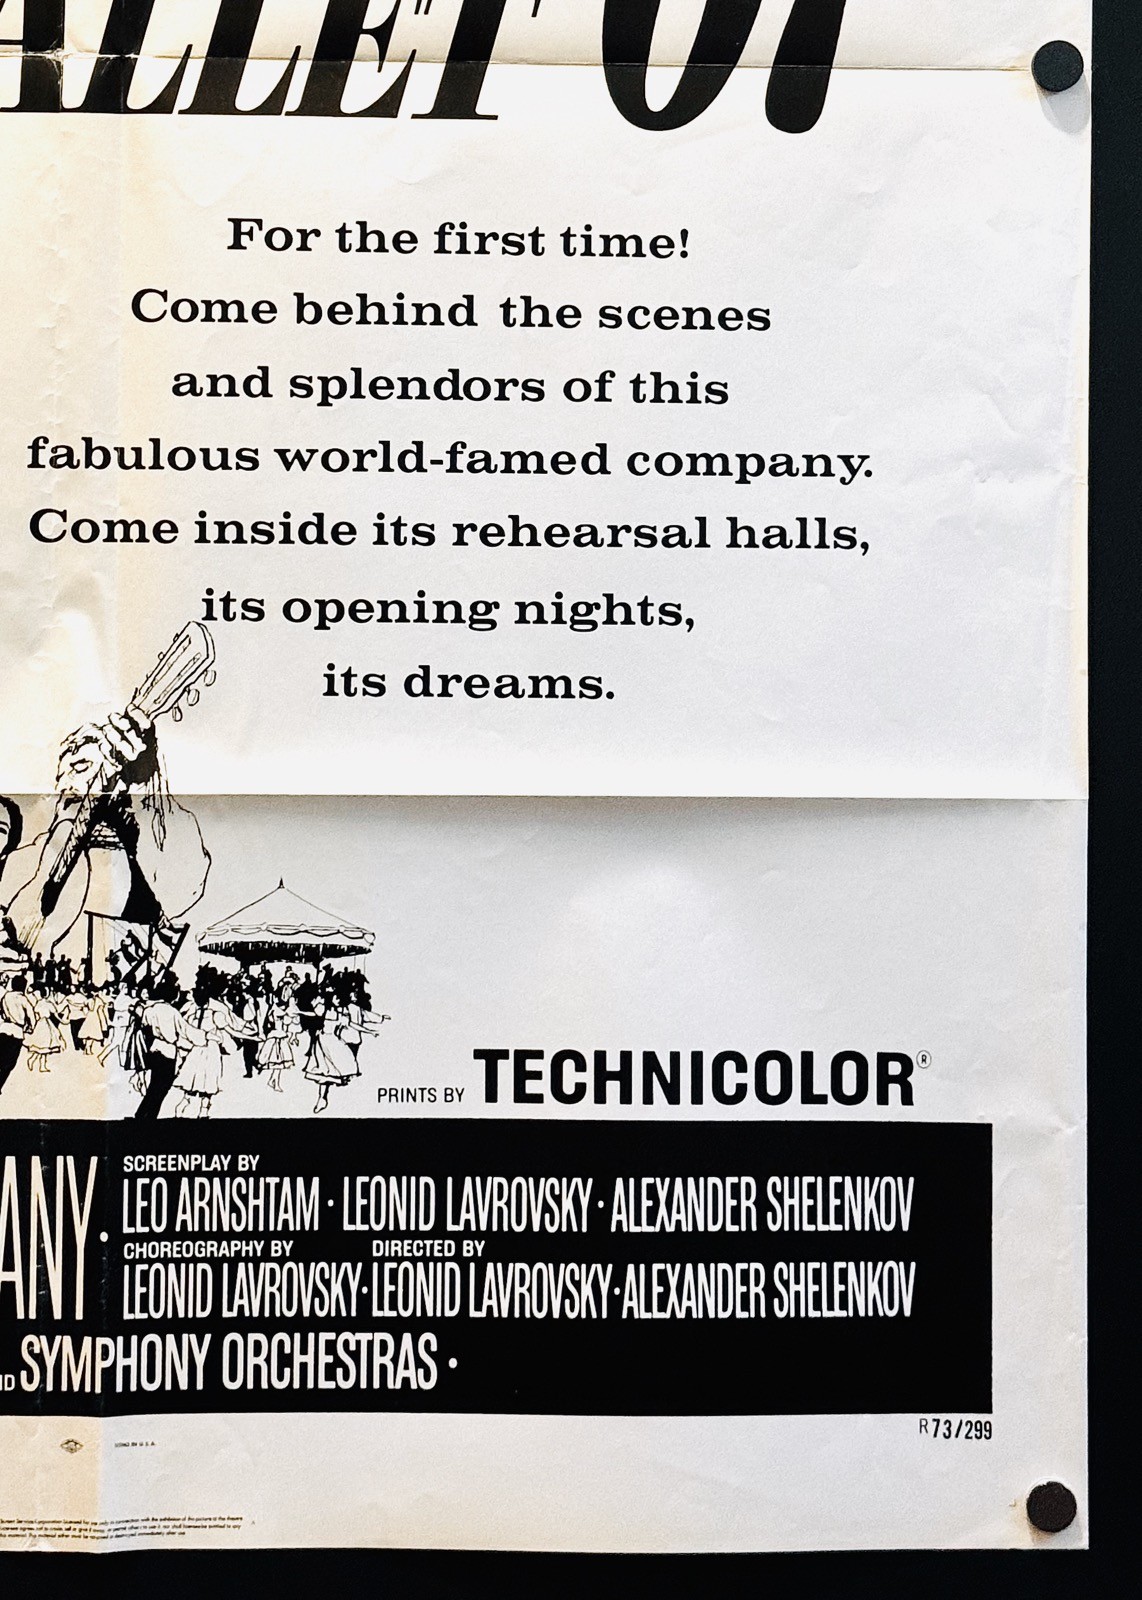 ALLET OF
For the first time!
Come behind the scenes
and splendors of this
fabulous world-famed company.
Come inside its rehearsal halls,
its opening nights,
its dreams.
PRINTS BY TECHNICOLOR®
ANY •
SCREENPLAY BY
LEO ARNSHTAM • LEONID LAVROVSKY • ALEXANDER SHELENKOV
CHOREOGRAPHY BY DIRECTED BY
LEONID LAVROVSKY • LEONID LAVROVSKY • ALEXANDER SHELENKOV
ND SYMPHONY ORCHESTRAS •
R73/299